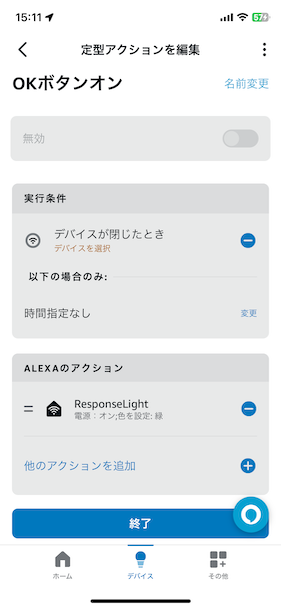 15:11
57
定型アクションを編集
OKボタンオン
名前変更
無効
実行条件
デバイスが閉じたとき
デバイスを選択
以下の場合のみ:
時間指定なし
変更
ALEXAのアクション
ResponseLight
電源：オン;色を設定: 緑
他のアクションを追加
終了
ホーム
デバイス
その他